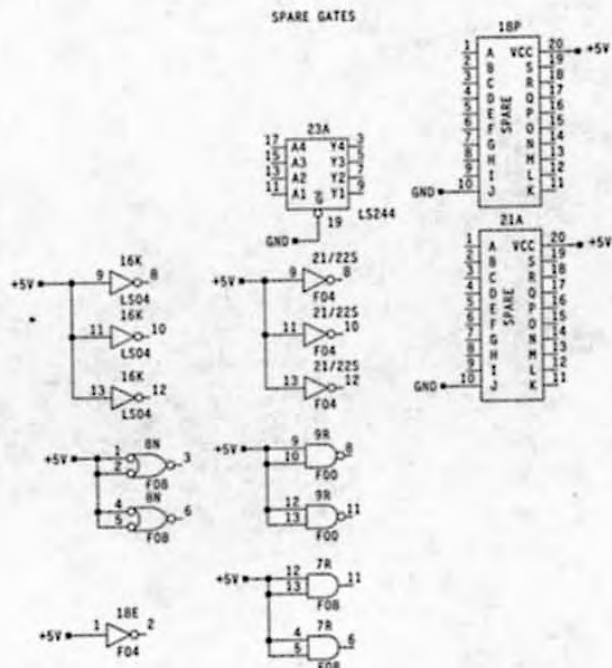 SPARE GATES
18P
1 A VCC 20 +5V
2 B S 19
3 C R 18
4 D Q 17
5 E P 16
6 F O 15
7 G N 14
8 H M 13
9 I L 12
GND 10 J K 11
SPARE
23A
17 A4 Y4 3
15 A3 Y3 5
13 A2 Y2 7
11 A1 Y1 9
G
19
LS244
GND
21A
1 A VCC 20 +5V
2 B S 19
3 C R 18
4 D Q 17
5 E P 16
6 F O 15
7 G N 14
8 H M 13
9 I L 12
GND 10 J K 11
SPARE
16K
+5V 9 8
LS04
16K
11 10
LS04
16K
13 12
LS04
21/22S
+5V 9 8
F04
21/22S
11 10
F04
21/22S
13 12
F04
8N
+5V 1 3
2
F08
8N
4 6
5
F08
9R
+5V 9 8
10
F00
9R
12 11
13
F00
18E
+5V 1 2
F04
7R
+5V 12 11
13
F08
7R
4 6
5
F08